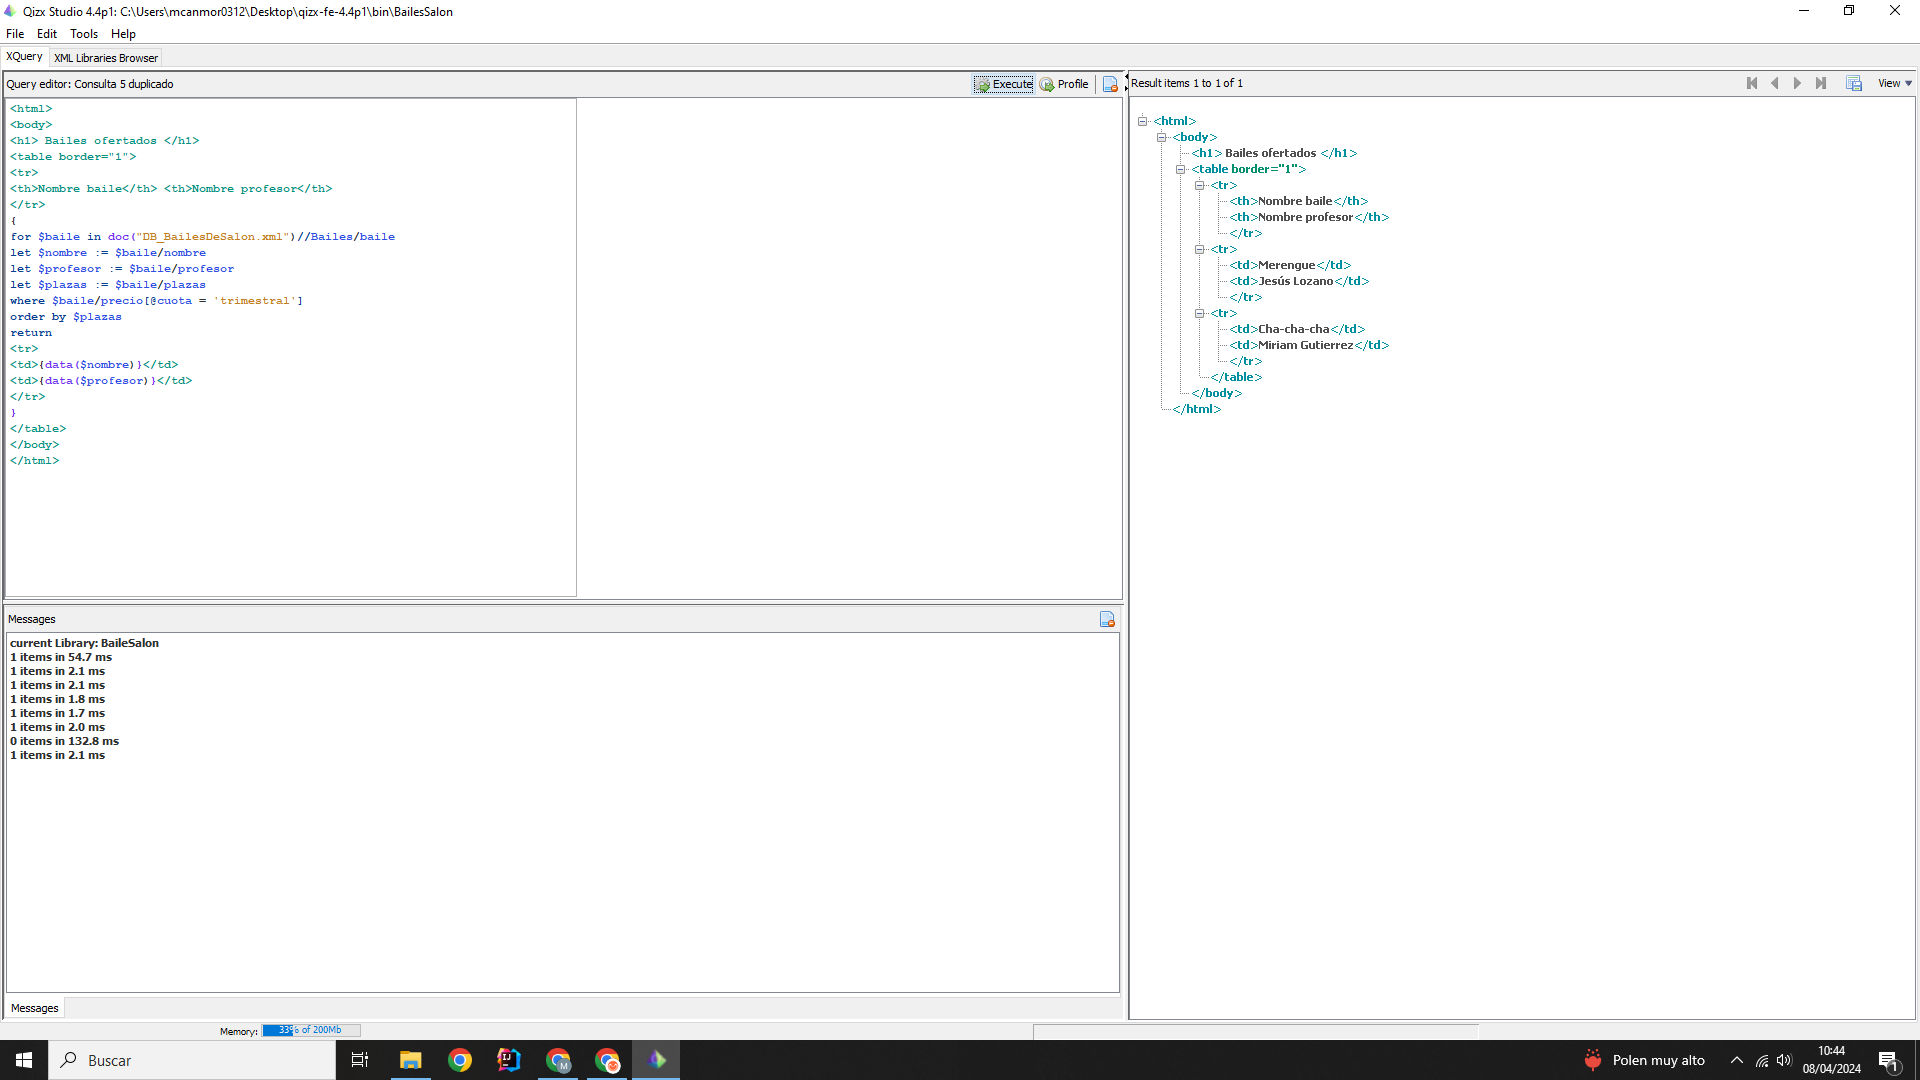 Qizx Studio 4.4p1: C:\Users\mcanmor0312\Desktop\qizx-fe-4.4p1\bin\BailesSalon
File Edit Tools Help
XQuery XML Libraries Browser
Query editor: Consulta 5 duplicado Execute Profile
<html>
<body>
<h1> Bailes ofertados </h1>
<table border="1">
<tr>
<th>Nombre baile</th> <th>Nombre profesor</th>
</tr>
{
for $baile in doc("DB_BailesDeSalon.xml")//Bailes/baile
let $nombre := $baile/nombre
let $profesor := $baile/profesor
let $plazas := $baile/plazas
where $baile/precio[@cuota = 'trimestral']
order by $plazas
return
<tr>
<td>{data($nombre)}</td>
<td>{data($profesor)}</td>
</tr>
}
</table>
</body>
</html>
Messages
current Library: BaileSalon
1 items in 54.7 ms
1 items in 2.1 ms
1 items in 2.1 ms
1 items in 1.8 ms
1 items in 1.7 ms
1 items in 2.0 ms
0 items in 132.8 ms
1 items in 2.1 ms
Messages
Result items 1 to 1 of 1 View
<html>
<body>
<h1> Bailes ofertados </h1>
<table border="1">
<tr>
<th>Nombre baile</th>
<th>Nombre profesor</th>
</tr>
<tr>
<td>Merengue</td>
<td>Jesús Lozano</td>
</tr>
<tr>
<td>Cha-cha-cha</td>
<td>Miriam Gutierrez</td>
</tr>
</table>
</body>
</html>
Memory: 33% of 200Mb
Buscar
Polen muy alto
10:44
08/04/2024
1